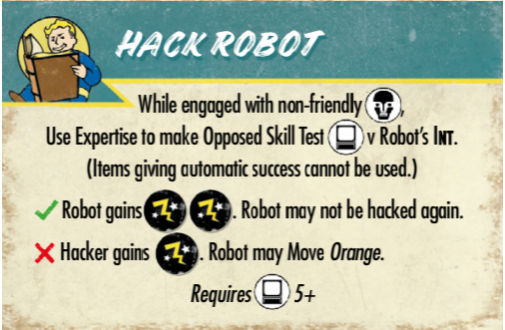 HACK ROBOT
While engaged with non-friendly ,
Use Expertise to make Opposed Skill Test v Robot's INT.
(Items giving automatic success cannot be used.)
Robot gains . Robot may not be hacked again.
Hacker gains . Robot may Move Orange.
Requires 5+